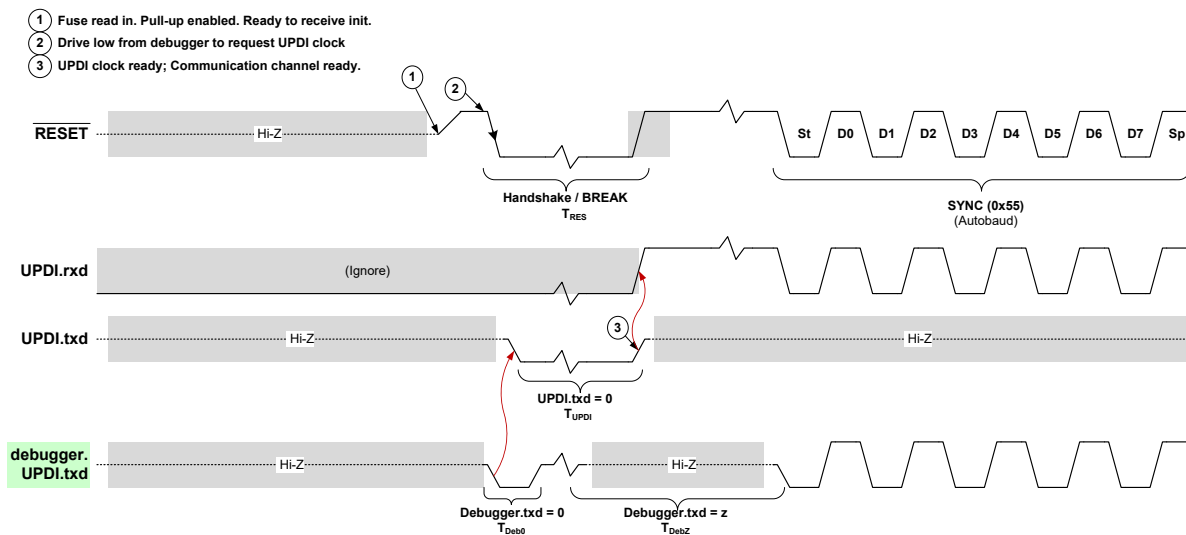 1 Fuse read in. Pull-up enabled. Ready to receive init.
2 Drive low from debugger to request UPDI clock
3 UPDI clock ready; Communication channel ready.
1
2
RESET
Hi-Z
St D0 D1 D2 D3 D4 D5 D6 D7 Sp
Handshake / BREAK
TRES
SYNC (0x55)
(Autobaud)
UPDI.rxd
(Ignore)
3
UPDI.txd
Hi-Z
Hi-Z
UPDI.txd = 0
TUPDI
debugger.
UPDI.txd
Hi-Z
Hi-Z
Debugger.txd = 0
TDeb0
Debugger.txd = z
TDebZ